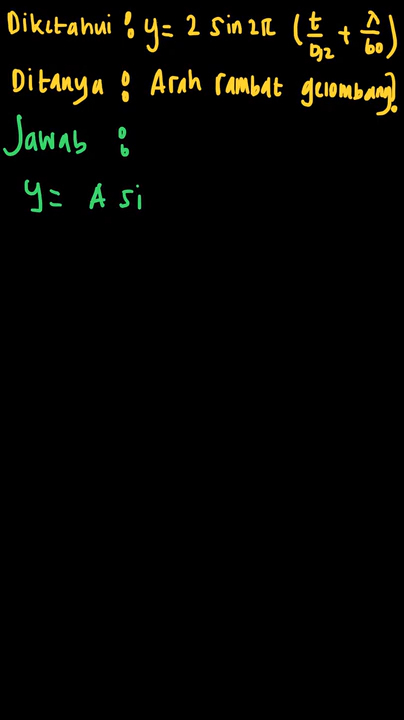 Diketahui : y = 2 sin 2π (t/0,2 + λ/60)
Ditanya : Arah rambat gelombang?
Jawab :
y = A si